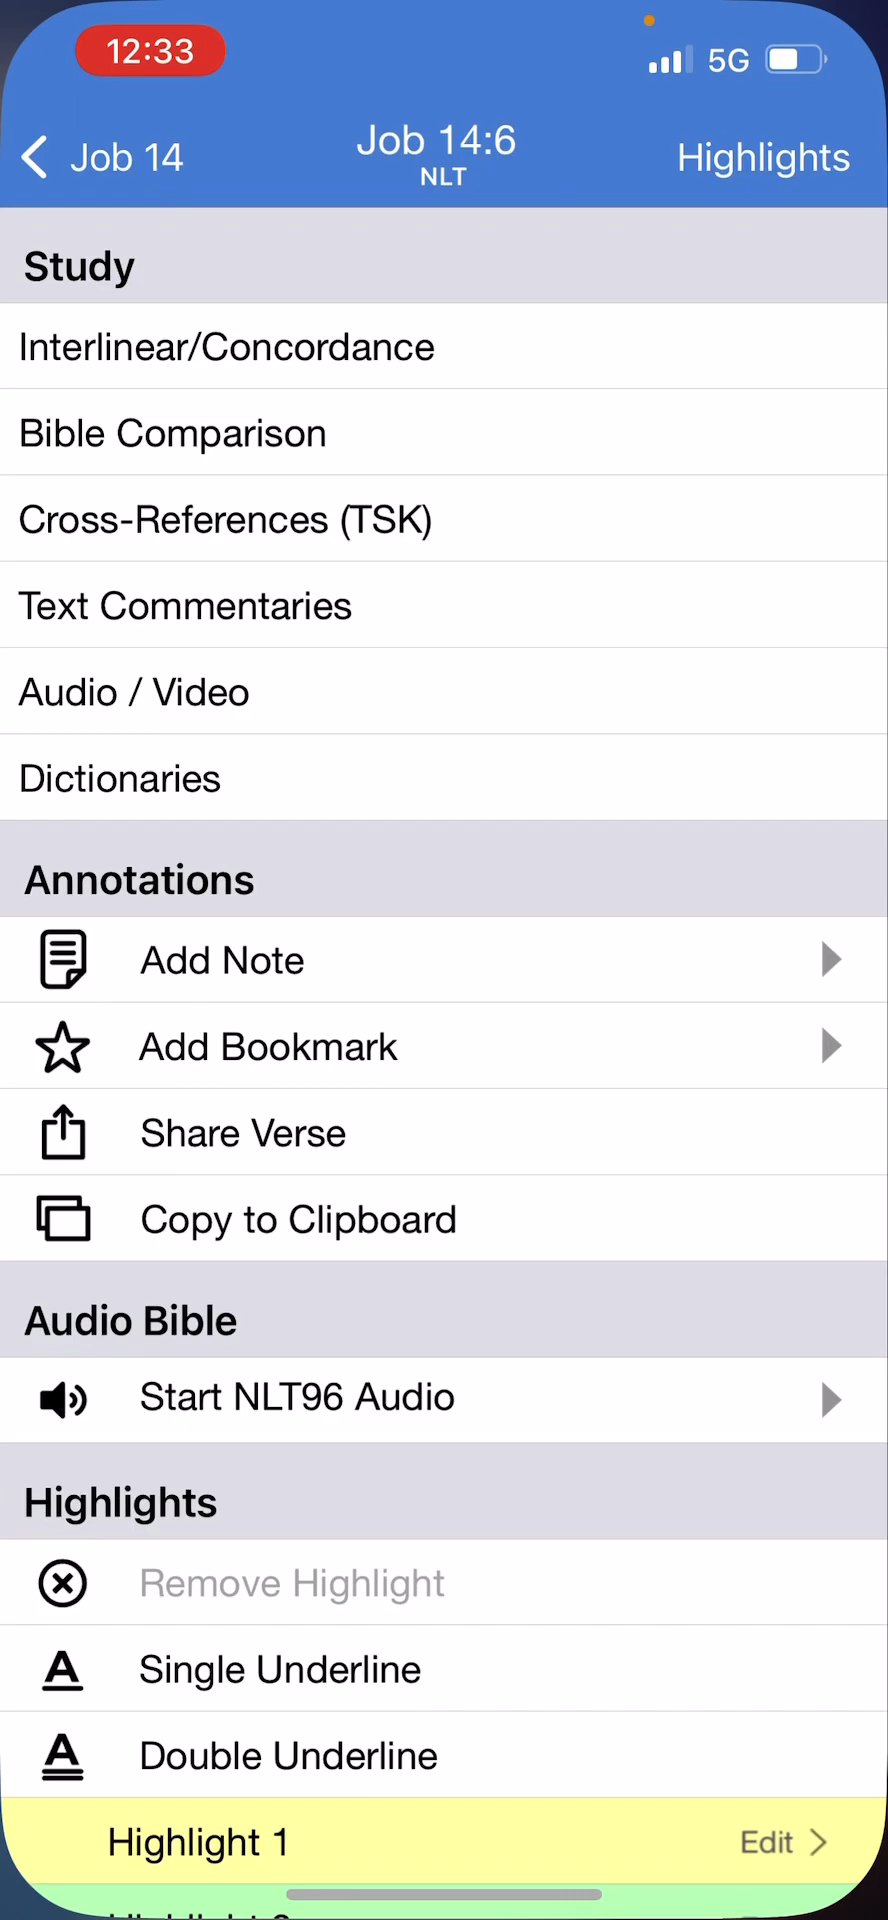 12:33
5G
Job 14
Job 14:6
NLT
Highlights
Study
Interlinear/Concordance
Bible Comparison
Cross-References (TSK)
Text Commentaries
Audio / Video
Dictionaries
Annotations
Add Note
Add Bookmark
Share Verse
Copy to Clipboard
Audio Bible
Start NLT96 Audio
Highlights
Remove Highlight
A Single Underline
A Double Underline
Highlight 1
Edit